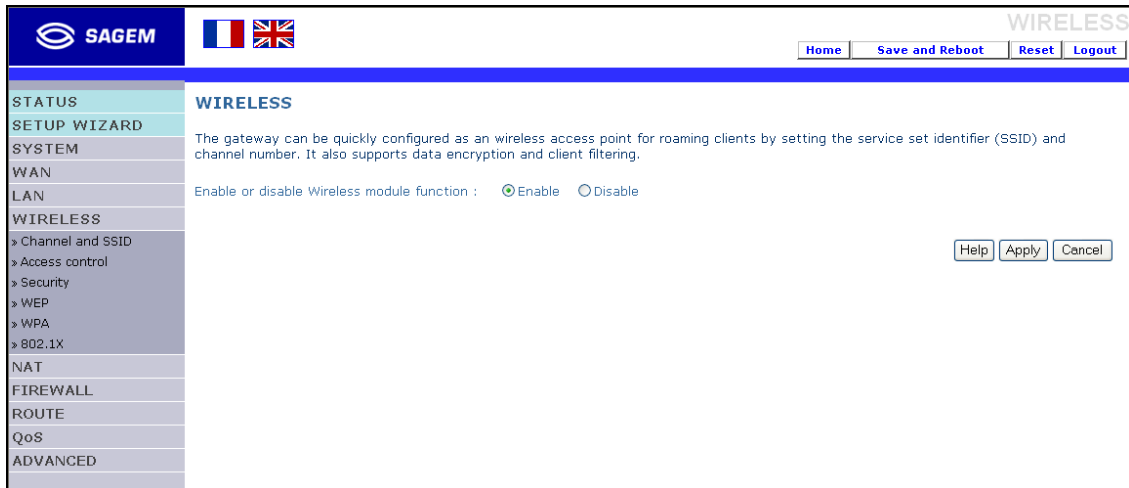 SAGEM
WIRELESS
Home Save and Reboot Reset Logout
STATUS
SETUP WIZARD
SYSTEM
WAN
LAN
WIRELESS
» Channel and SSID
» Access control
» Security
» WEP
» WPA
» 802.1X
NAT
FIREWALL
ROUTE
QoS
ADVANCED
WIRELESS
The gateway can be quickly configured as an wireless access point for roaming clients by setting the service set identifier (SSID) and
channel number. It also supports data encryption and client filtering.
Enable or disable Wireless module function : Enable Disable
Help Apply Cancel